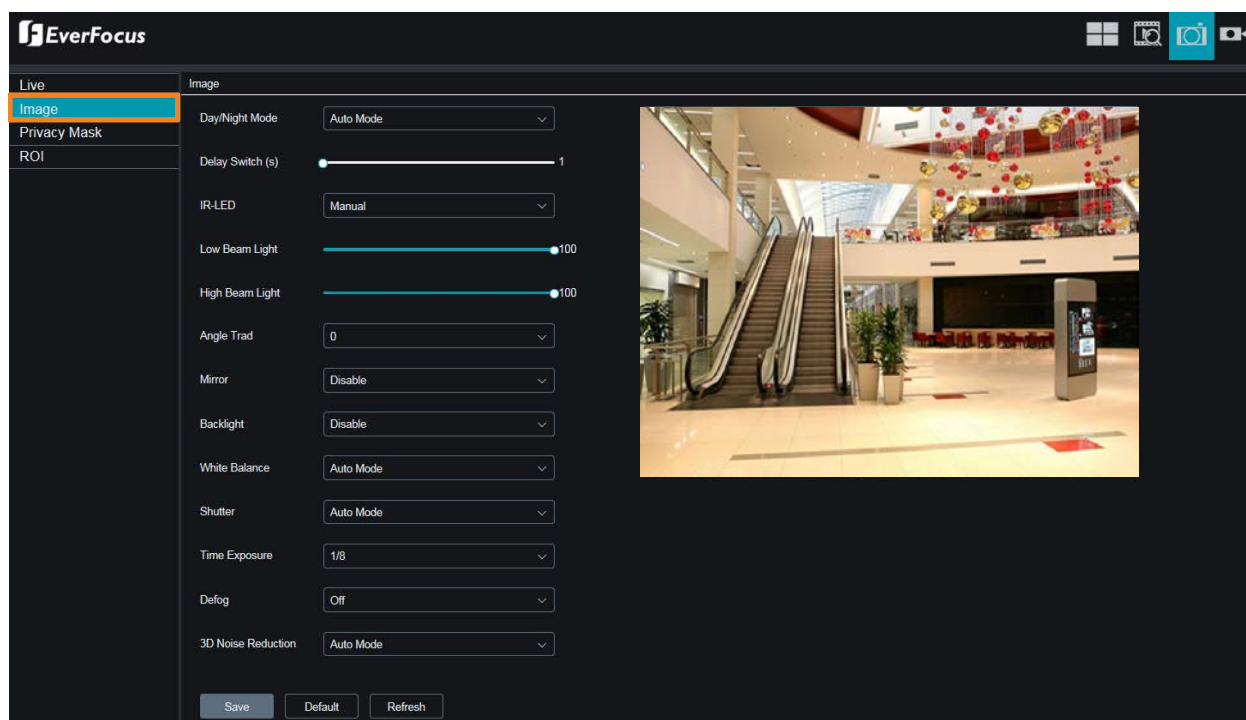 EverFocus
Live
Image
Privacy Mask
ROI
Image
Day/Night Mode Auto Mode
Delay Switch (s) 1
IR-LED Manual
Low Beam Light 100
High Beam Light 100
Angle Trad 0
Mirror Disable
Backlight Disable
White Balance Auto Mode
Shutter Auto Mode
Time Exposure 1/8
Defog Off
3D Noise Reduction Auto Mode
Save Default Refresh